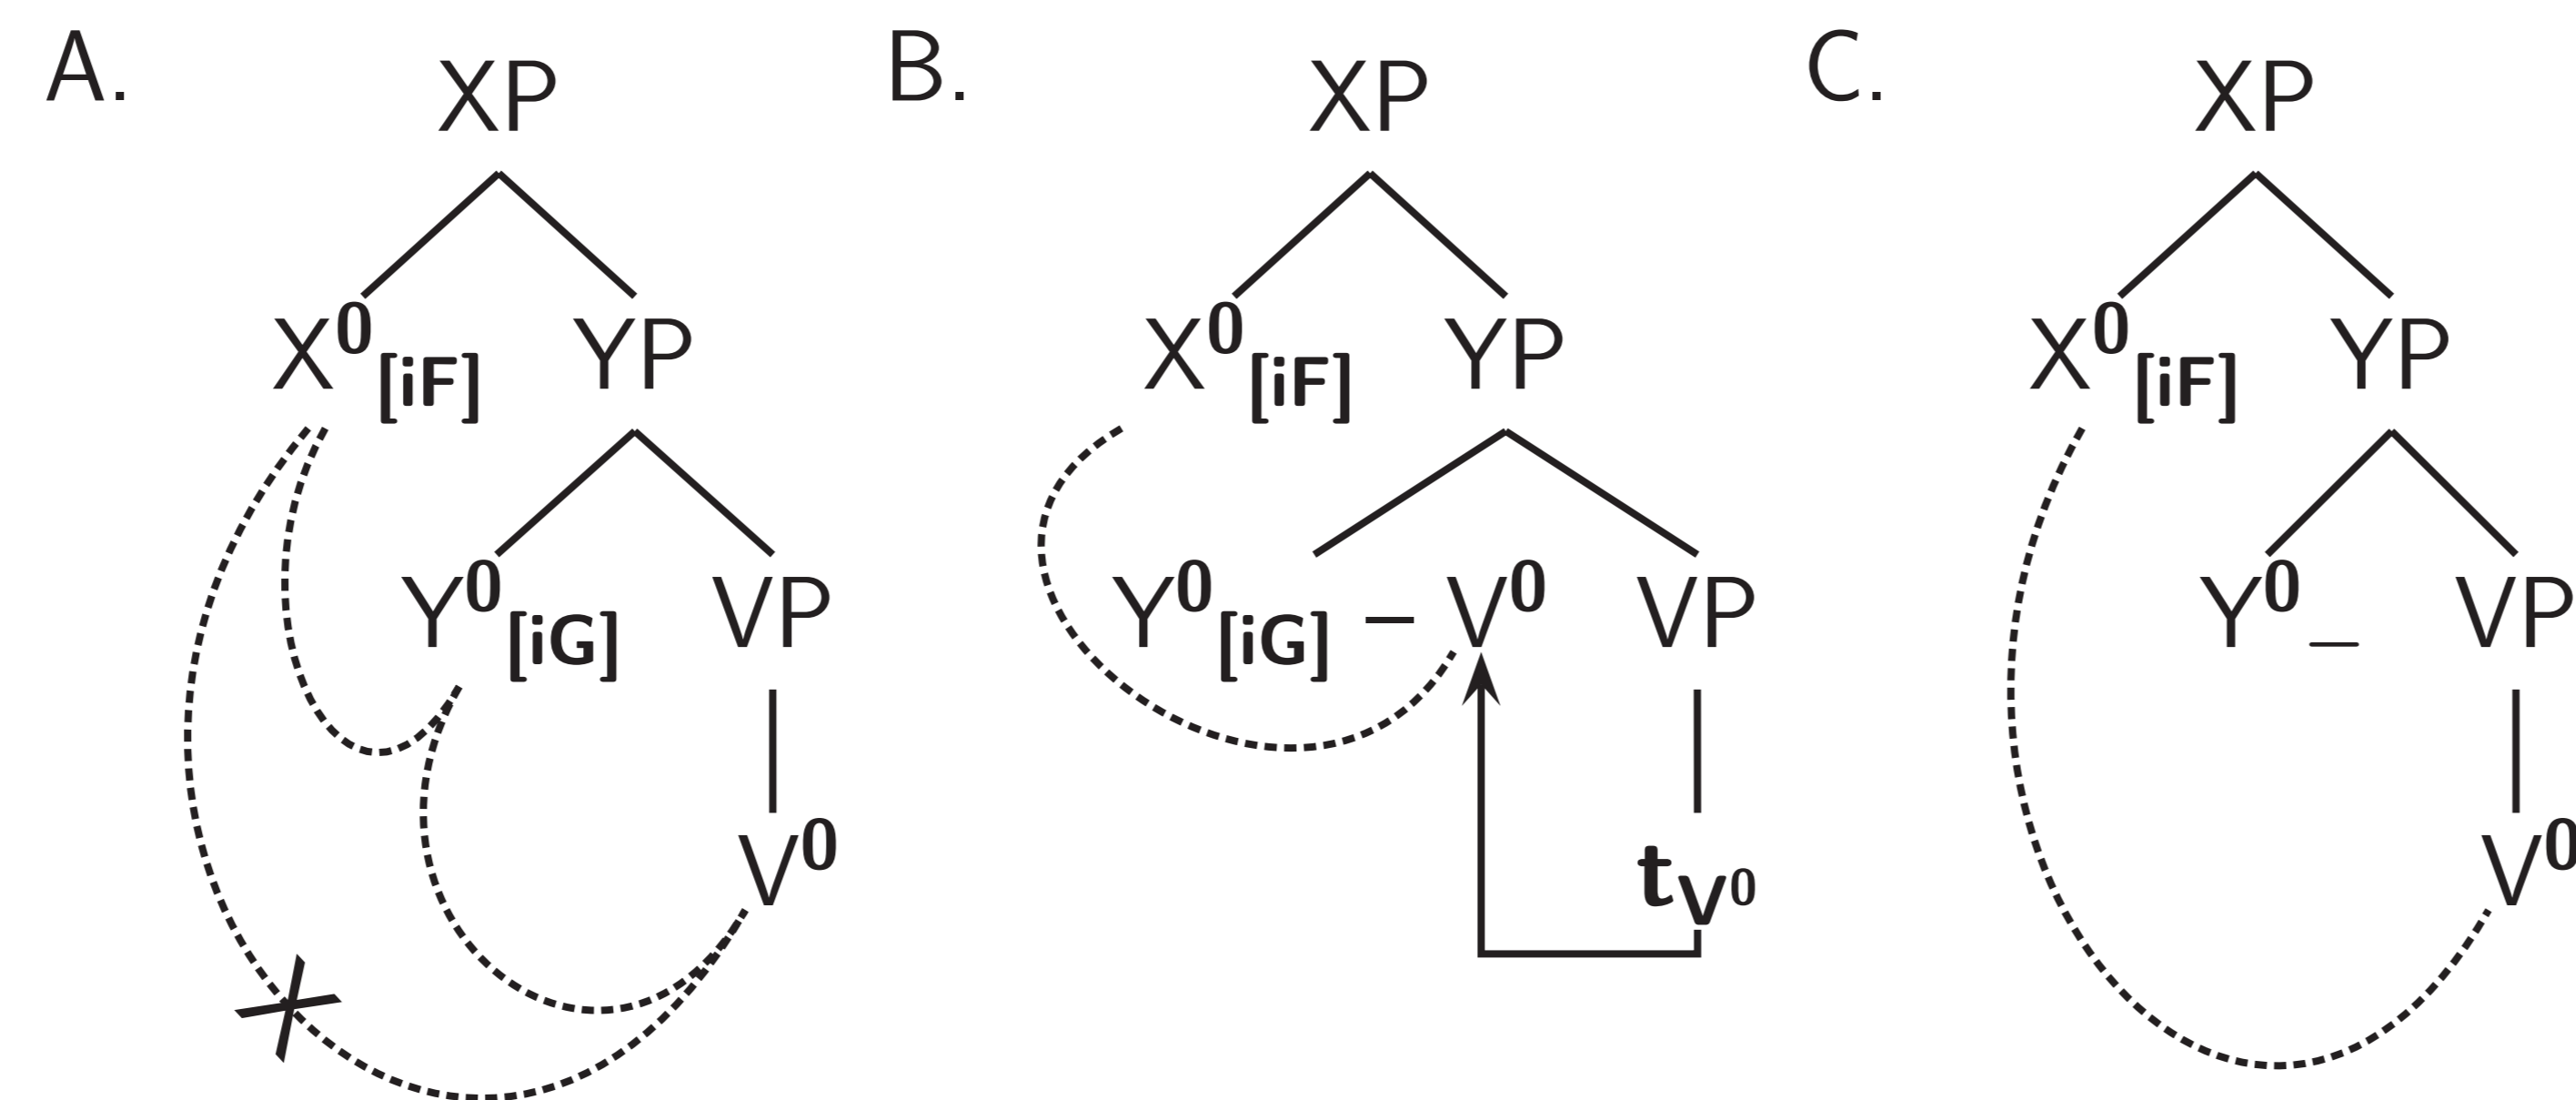 A. XP B. XP C. XP
X⁰[iF] YP X⁰[iF] YP X⁰[iF] YP
Y⁰[iG] VP Y⁰[iG] – V⁰ VP Y⁰_ VP
V⁰ tV⁰ V⁰